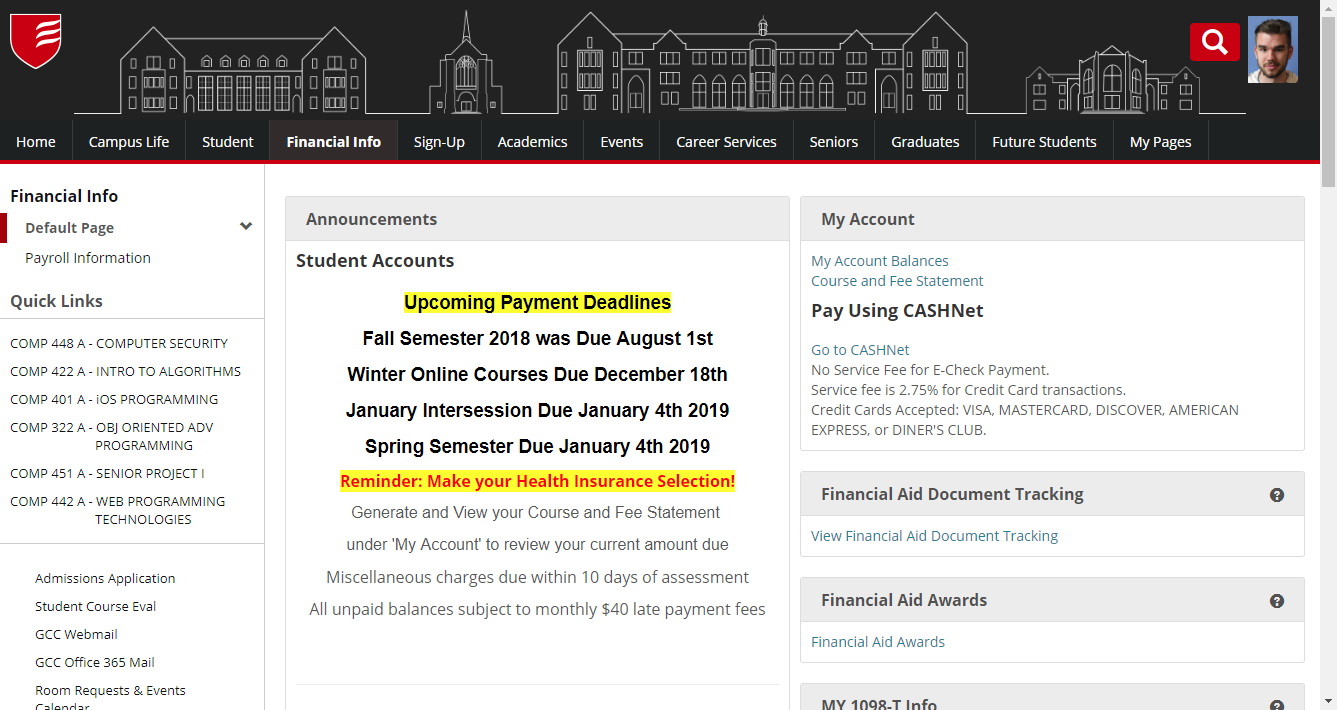 Home
Campus Life
Student
Financial Info
Sign-Up
Academics
Events
Career Services
Seniors
Graduates
Future Students
My Pages
Financial Info
Default Page
Payroll Information
Quick Links
COMP 448 A - COMPUTER SECURITY
COMP 422 A - INTRO TO ALGORITHMS
COMP 401 A - iOS PROGRAMMING
COMP 322 A - OBJ ORIENTED ADV
PROGRAMMING
COMP 451 A - SENIOR PROJECT I
COMP 442 A - WEB PROGRAMMING
TECHNOLOGIES
Admissions Application
Student Course Eval
GCC Webmail
GCC Office 365 Mail
Room Requests & Events
Calendar
Announcements
Student Accounts
Upcoming Payment Deadlines
Fall Semester 2018 was Due August 1st
Winter Online Courses Due December 18th
January Intersession Due January 4th 2019
Spring Semester Due January 4th 2019
Reminder: Make your Health Insurance Selection!
Generate and View your Course and Fee Statement
under 'My Account' to review your current amount due
Miscellaneous charges due within 10 days of assessment
All unpaid balances subject to monthly $40 late payment fees
My Account
My Account Balances
Course and Fee Statement
Pay Using CASHNet
Go to CASHNet
No Service Fee for E-Check Payment.
Service fee is 2.75% for Credit Card transactions.
Credit Cards Accepted: VISA, MASTERCARD, DISCOVER, AMERICAN
EXPRESS, or DINER'S CLUB.
Financial Aid Document Tracking
?
View Financial Aid Document Tracking
Financial Aid Awards
?
Financial Aid Awards
MY 1098-T Info
?